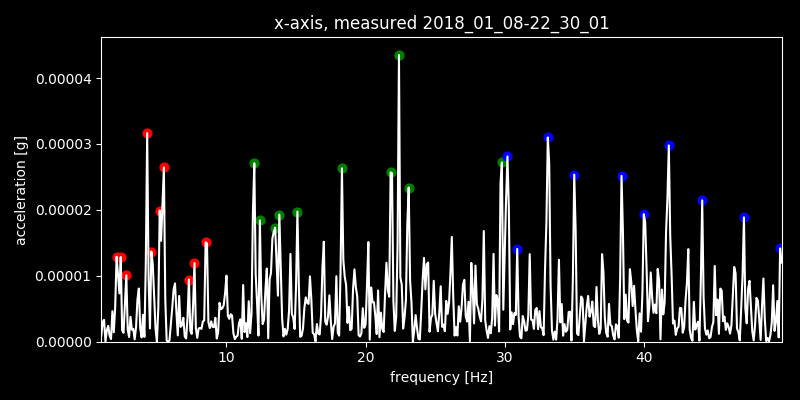 x-axis, measured 2018_01_08-22_30_01
0.00004
0.00003
0.00002
0.00001
0.00000
acceleration [g]
10 20 30 40
frequency [Hz]